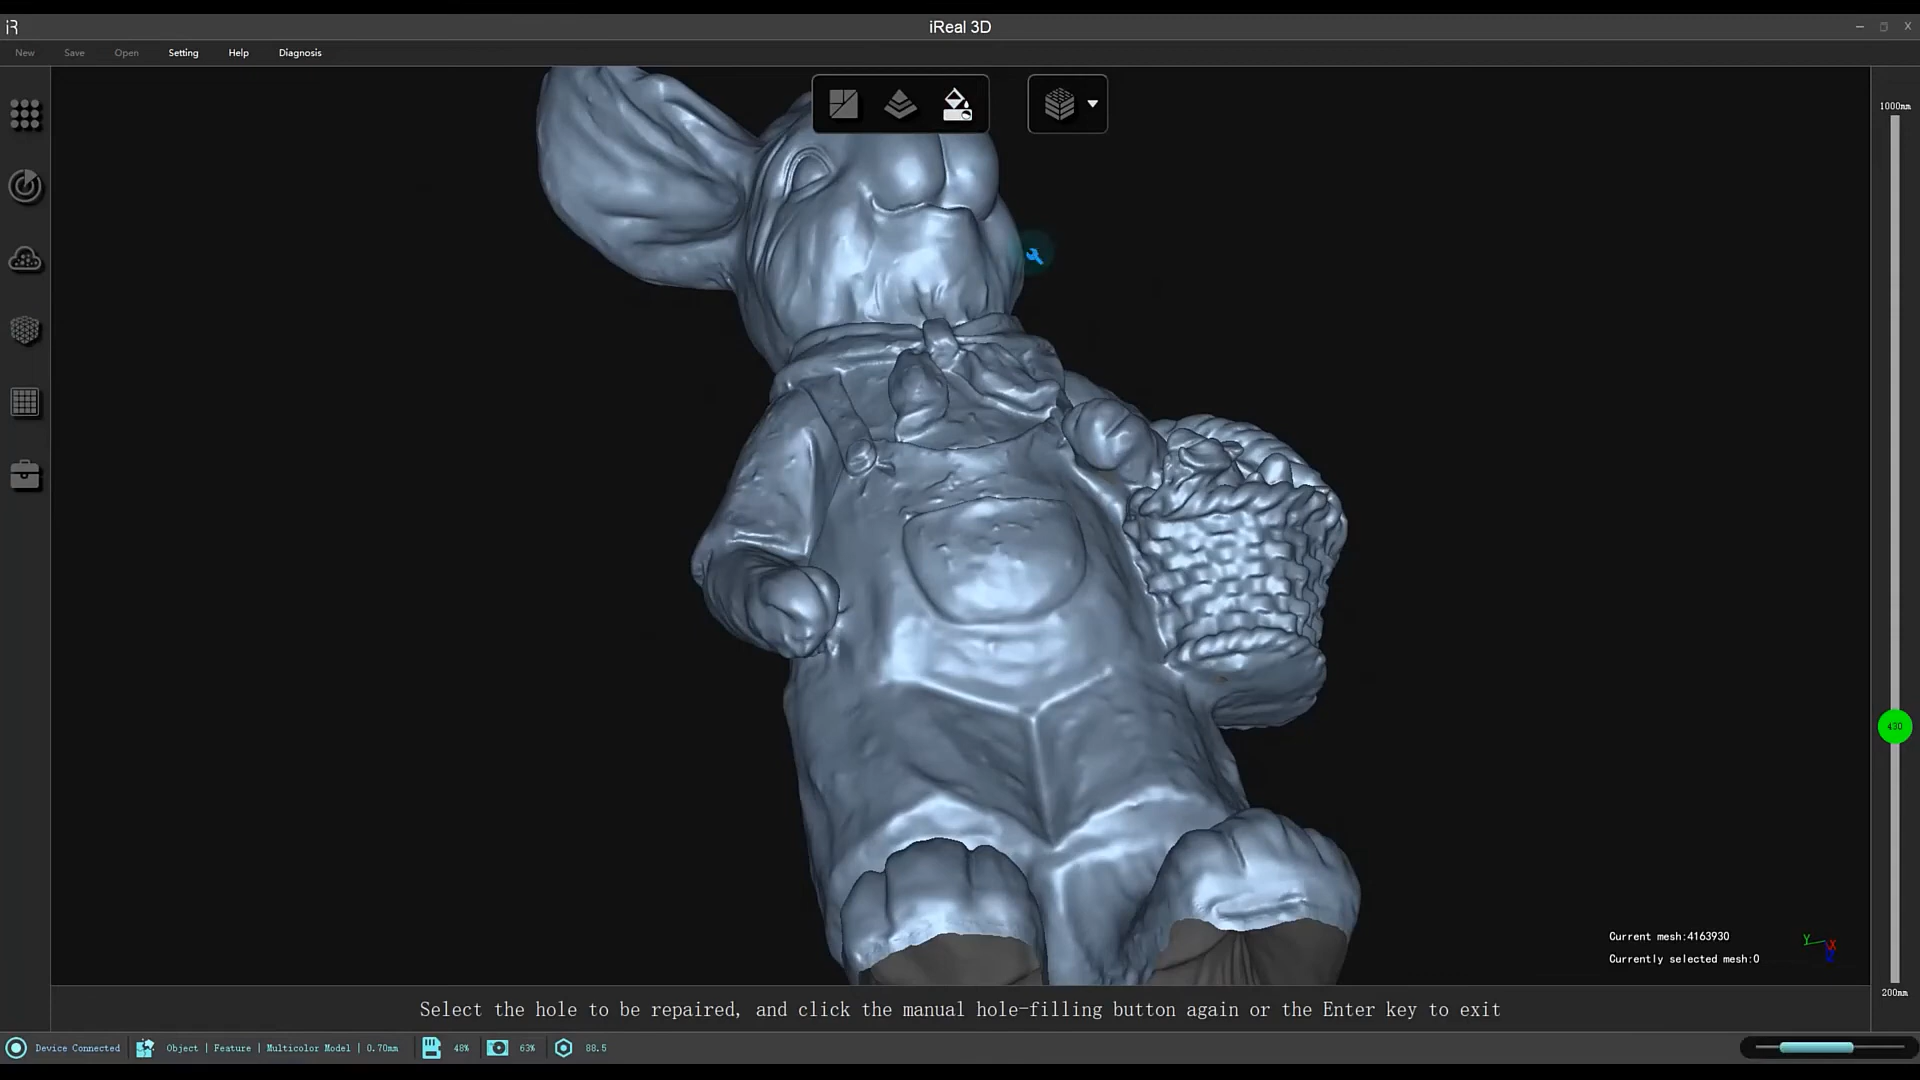 iR
iReal 3D
New
Save
Open
Setting
Help
Diagnosis
1000mm
430
Current mesh:4163930
Currently selected mesh:0
Y
X
200mm
Select the hole to be repaired, and click the manual hole-filling button again or the Enter key to exit
Device Connected
Object | Feature | Multicolor Model | 0.70mm
48%
63%
88.5